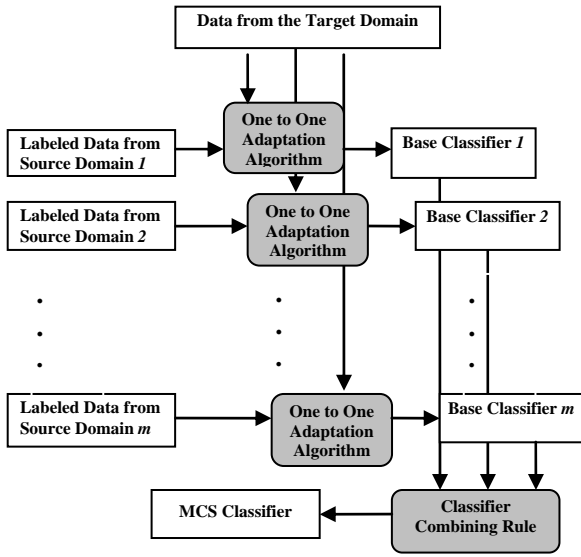 Data from the Target Domain
One to One
Adaptation
Algorithm
Labeled Data from
Source Domain 1
Base Classifier 1
One to One
Adaptation
Algorithm
Labeled Data from
Source Domain 2
Base Classifier 2
One to One
Adaptation
Algorithm
Labeled Data from
Source Domain m
Base Classifier m
MCS Classifier
Classifier
Combining Rule